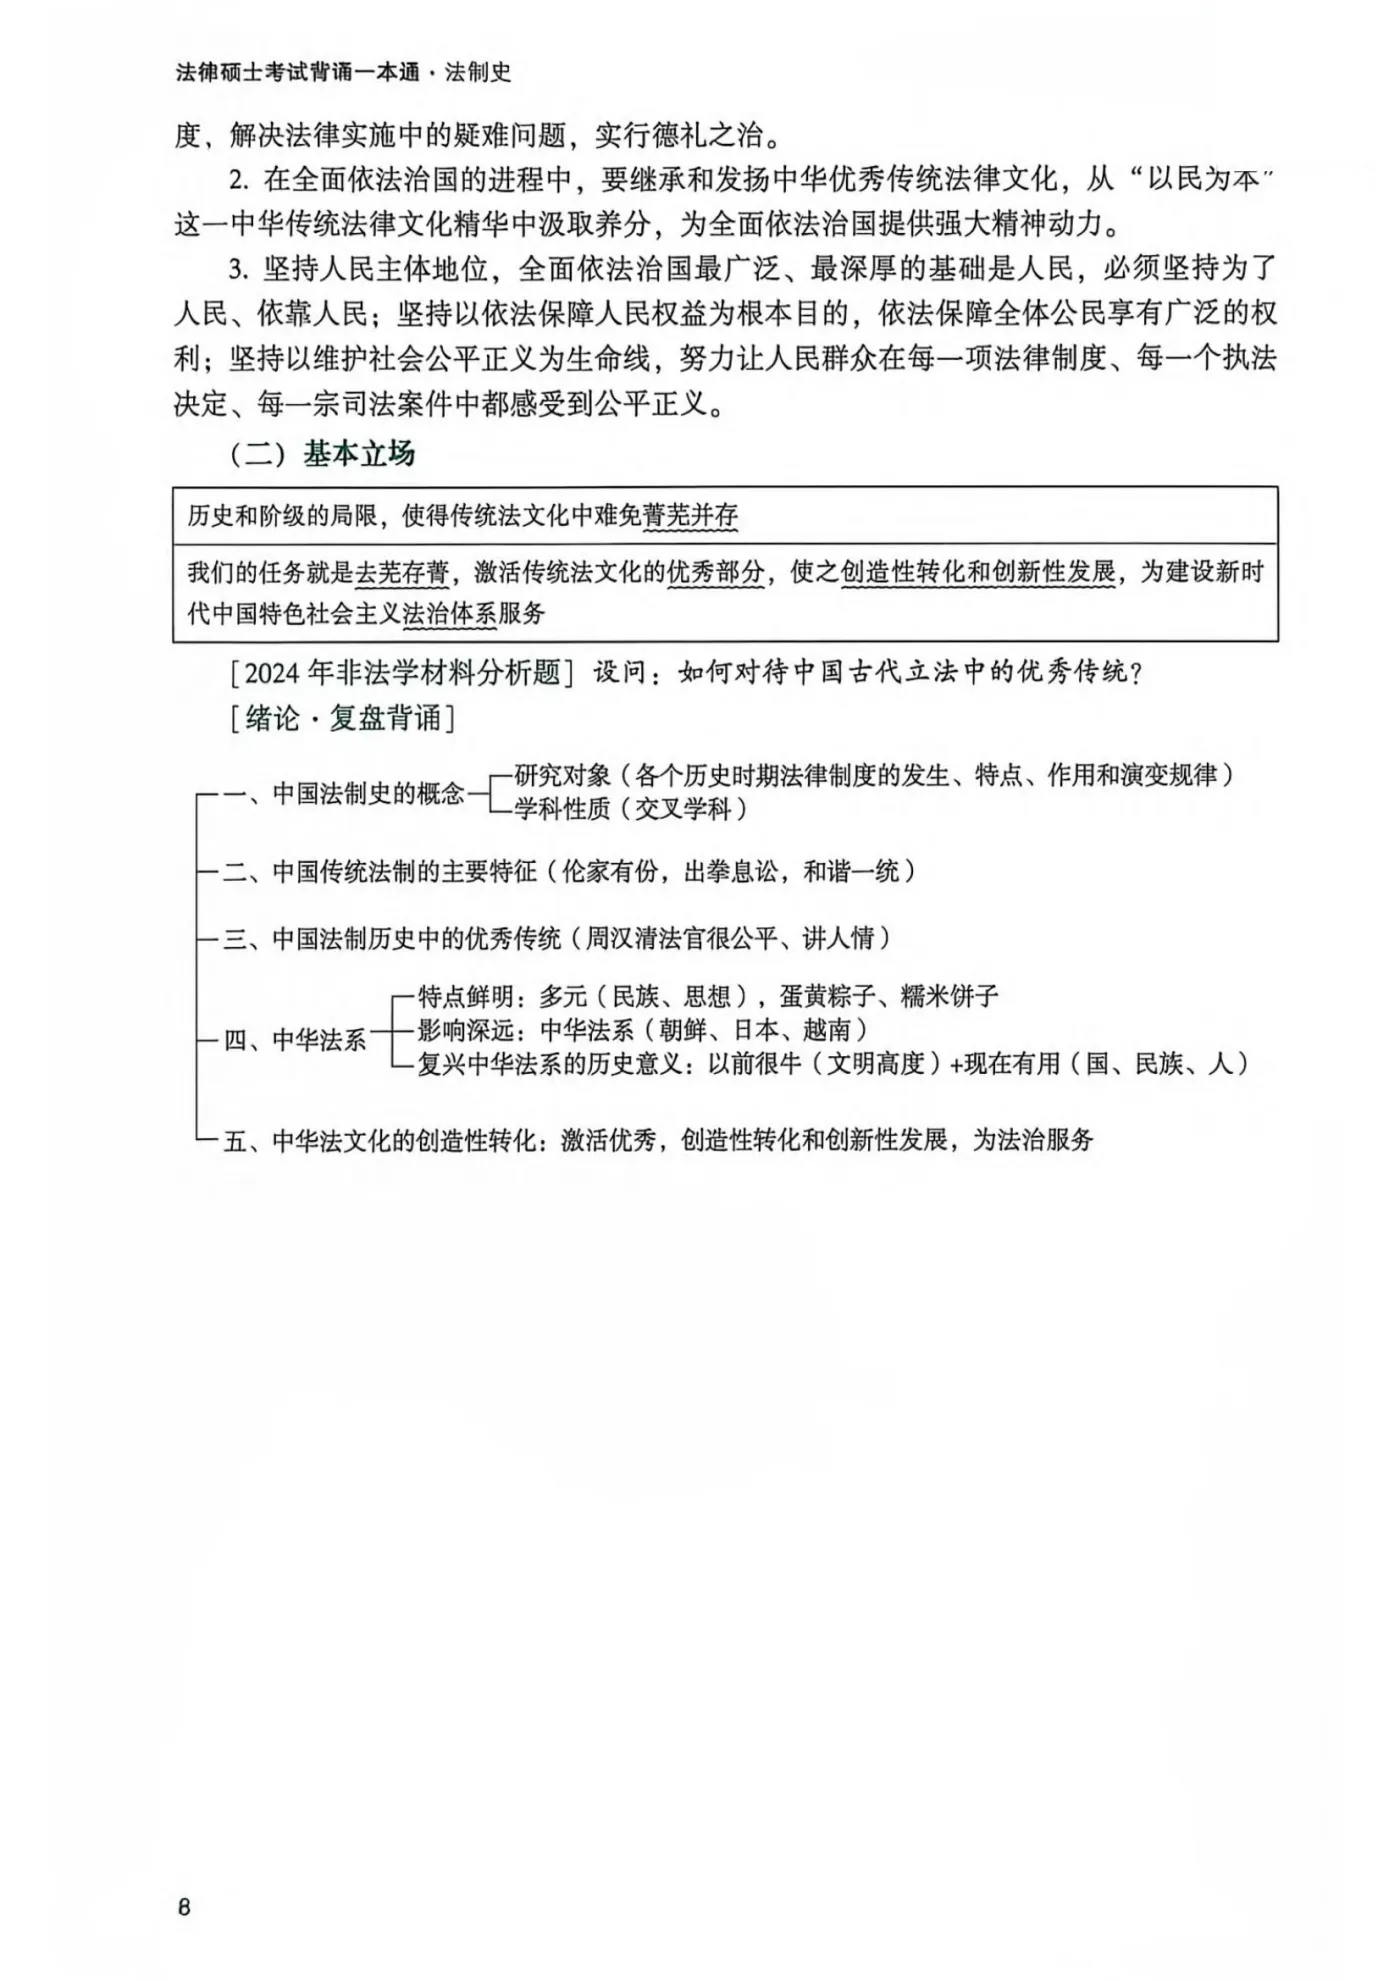 法律硕士考试背诵一本通·法制史
度，解决法律实施中的疑难问题，实行德礼之治。
2. 在全面依法治国的进程中，要继承和发扬中华优秀传统法律文化，从“以民为本”
这一中华传统法律文化精华中汲取养分，为全面依法治国提供强大精神动力。
3. 坚持人民主体地位，全面依法治国最广泛、最深厚的基础是人民，必须坚持为了
人民、依靠人民；坚持以依法保障人民权益为根本目的，依法保障全体公民享有广泛的权
利；坚持以维护社会公平正义为生命线，努力让人民群众在每一项法律制度、每一个执法
决定、每一宗司法案件中都感受到公平正义。
（二）基本立场
历史和阶级的局限，使得传统法文化中难免菁芜并存
我们的任务就是去芜存菁，激活传统法文化的优秀部分，使之创造性转化和创新性发展，为建设新时
代中国特色社会主义法治体系服务
［2024 年非法学材料分析题］设问：如何对待中国古代立法中的优秀传统？
［绪论·复盘背诵］
一、中国法制史的概念
研究对象（各个历史时期法律制度的发生、特点、作用和演变规律）
学科性质（交叉学科）
二、中国传统法制的主要特征（伦家有份，出拳息讼，和谐一统）
三、中国法制历史中的优秀传统（周汉清法官很公平、讲人情）
四、中华法系
特点鲜明：多元（民族、思想），蛋黄粽子、糯米饼子
影响深远：中华法系（朝鲜、日本、越南）
复兴中华法系的历史意义：以前很牛（文明高度）+现在有用（国、民族、人）
五、中华法文化的创造性转化：激活优秀，创造性转化和创新性发展，为法治服务
8